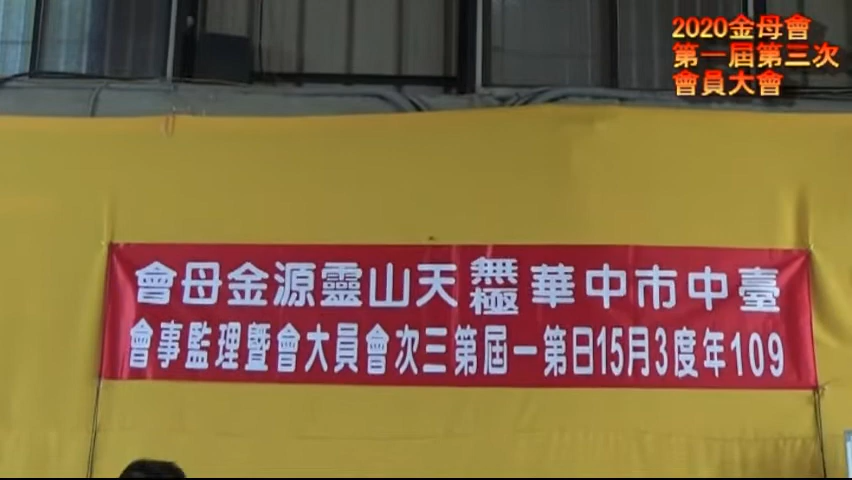 2020金母會
第一屆第三次
會員大會
臺中市中華無極天山靈源金母會
109年度3月15日第一屆第三次會員大會暨理監事會